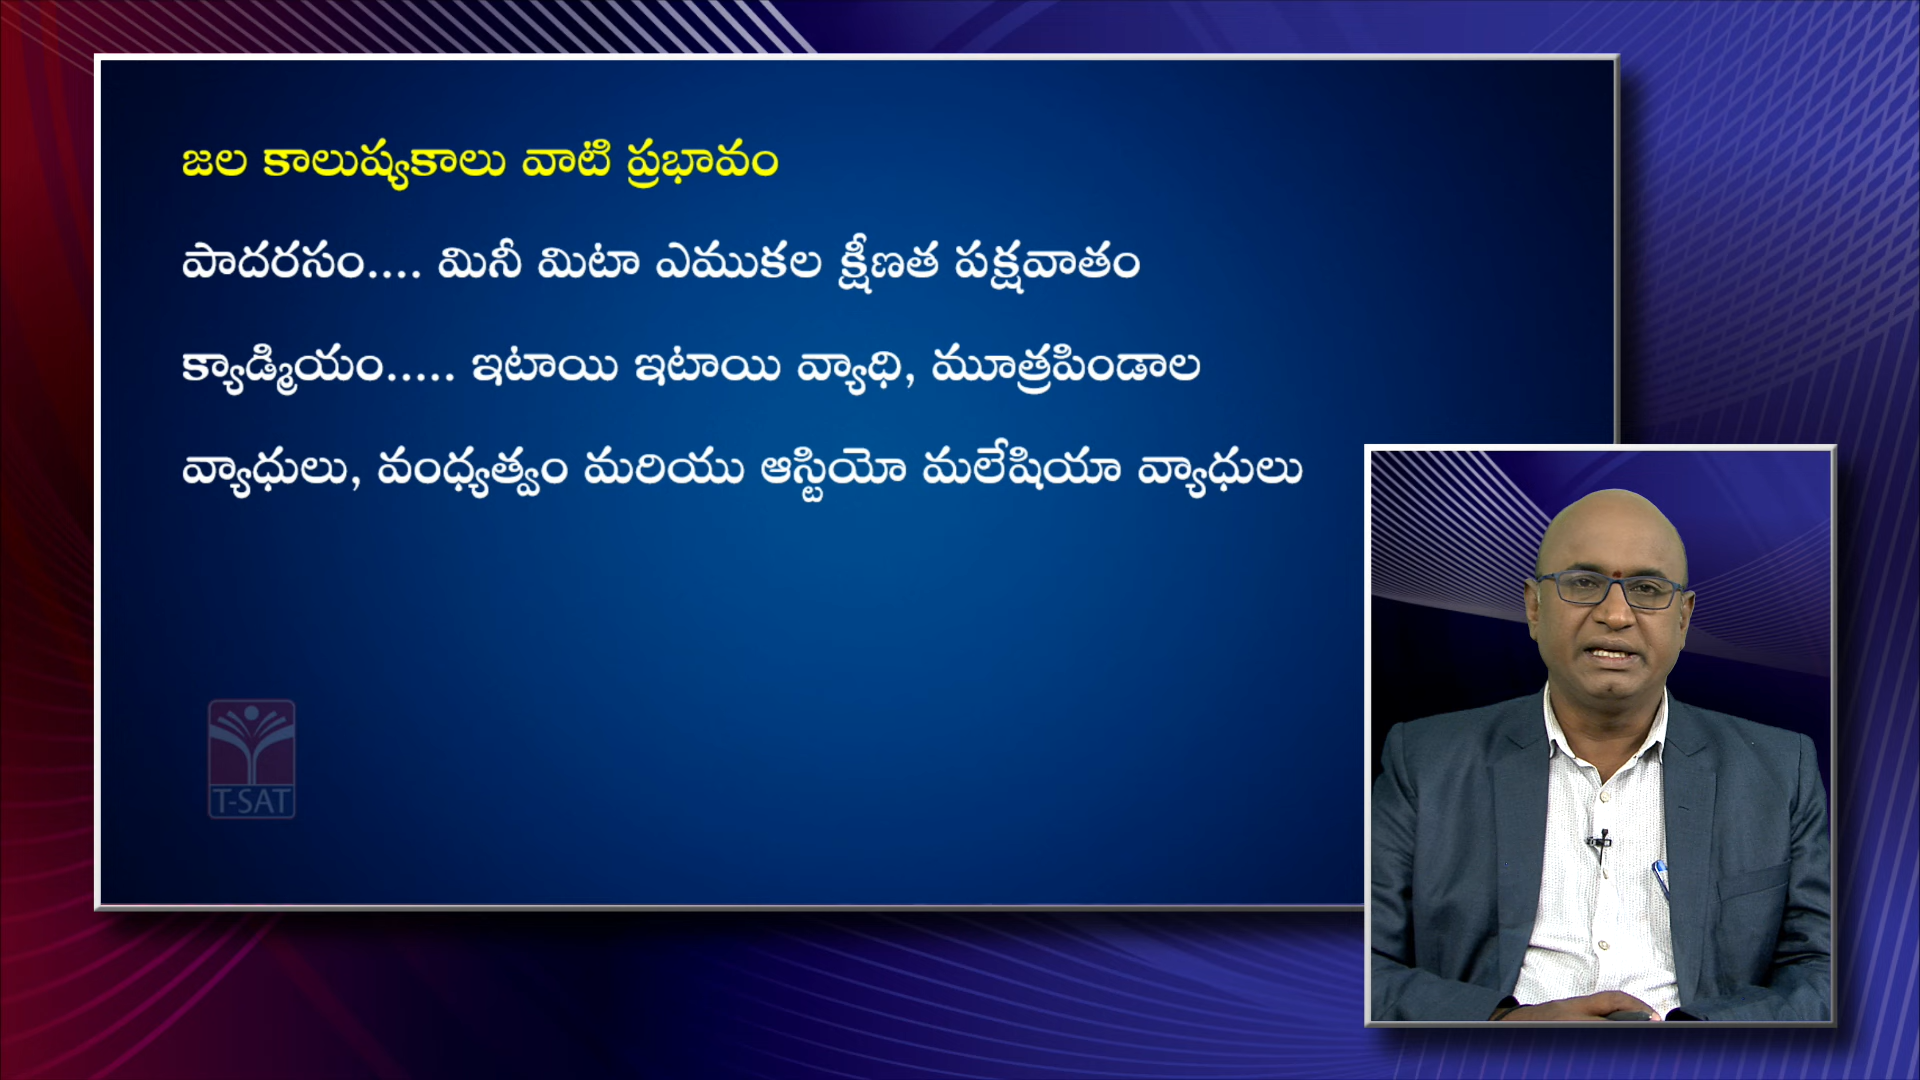 జల కాలుష్యకాలు వాటి ప్రభావం
పాదరసం.... మినీ మిటా ఎముకల క్షీణత పక్షవాతం
క్యాడ్మియం..... ఇటాయి ఇటాయి వ్యాధి, మూత్రపిండాల
వ్యాధులు, వంధ్యత్వం మరియు ఆస్టియో మలేషియా వ్యాధులు
T-SAT